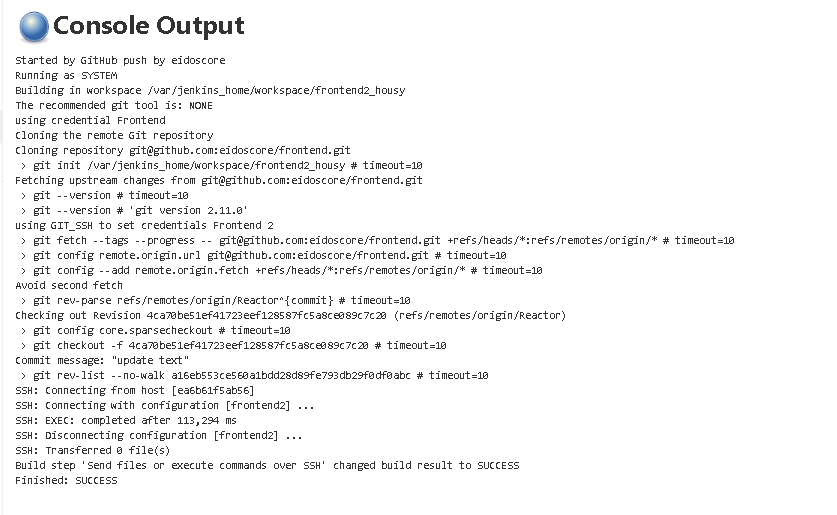 Console Output
Started by GitHub push by eidoscore
Running as SYSTEM
Building in workspace /var/jenkins_home/workspace/frontend2_housy
The recommended git tool is: NONE
using credential Frontend
Cloning the remote Git repository
Cloning repository git@github.com:eidoscore/frontend.git
> git init /var/jenkins_home/workspace/frontend2_housy # timeout=10
Fetching upstream changes from git@github.com:eidoscore/frontend.git
> git --version # timeout=10
> git --version # 'git version 2.11.0'
using GIT_SSH to set credentials Frontend 2
> git fetch --tags --progress -- git@github.com:eidoscore/frontend.git +refs/heads/*:refs/remotes/origin/* # timeout=10
> git config remote.origin.url git@github.com:eidoscore/frontend.git # timeout=10
> git config --add remote.origin.fetch +refs/heads/*:refs/remotes/origin/* # timeout=10
Avoid second fetch
> git rev-parse refs/remotes/origin/Reactor^{commit} # timeout=10
Checking out Revision 4ca70be51ef41723eef128587fc5a8ce089c7c20 (refs/remotes/origin/Reactor)
> git config core.sparsecheckout # timeout=10
> git checkout -f 4ca70be51ef41723eef128587fc5a8ce089c7c20 # timeout=10
Commit message: "update text"
> git rev-list --no-walk a16eb553ce560a1bdd28d89fe793db29f0df0abc # timeout=10
SSH: Connecting from host [ea6b61f5ab56]
SSH: Connecting with configuration [frontend2] ...
SSH: EXEC: completed after 113,294 ms
SSH: Disconnecting configuration [frontend2] ...
SSH: Transferred 0 file(s)
Build step 'Send files or execute commands over SSH' changed build result to SUCCESS
Finished: SUCCESS